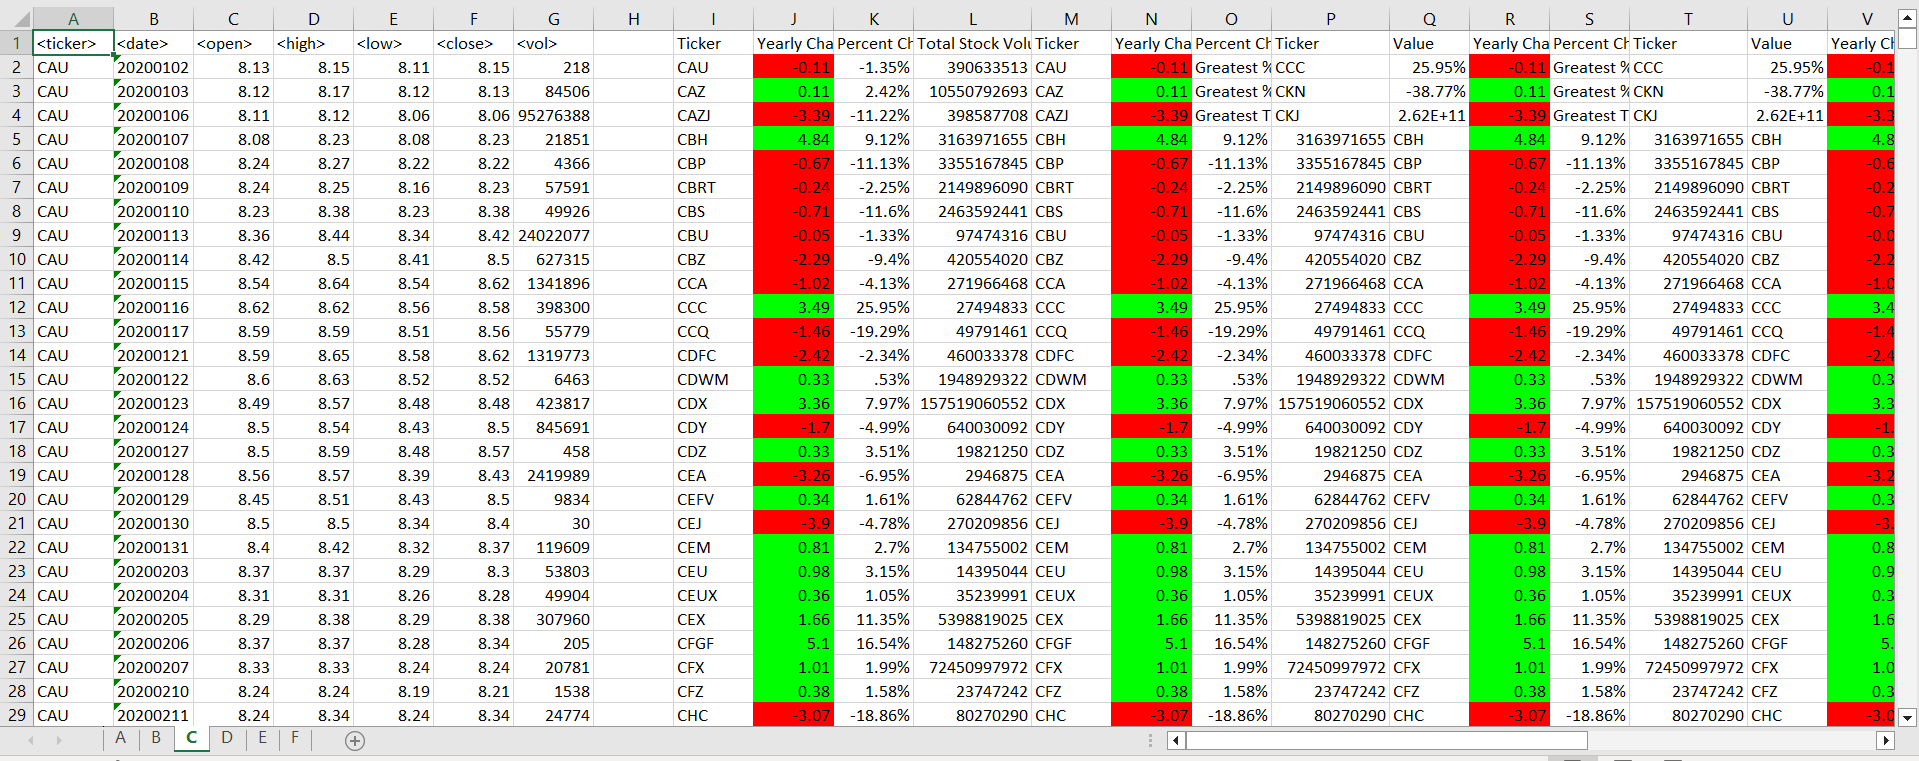 A B C D E F G H I J K L M N O P Q R S T U V
1 <ticker> <date> <open> <high> <low> <close> <vol> Ticker Yearly Cha Percent Ch Total Stock Volu Ticker Yearly Cha Percent Ch Ticker Value Yearly Cha Percent Ch Ticker Value Yearly Ch
2 CAU 20200102 8.13 8.15 8.11 8.15 218 CAU -0.11 -1.35% 390633513 CAU -0.11 Greatest % CCC 25.95% -0.11 Greatest % CCC 25.95% -0.1
3 CAU 20200103 8.12 8.17 8.12 8.13 84506 CAZ 0.11 2.42% 10550792693 CAZ 0.11 Greatest % CKN -38.77% 0.11 Greatest % CKN -38.77% 0.1
4 CAU 20200106 8.11 8.12 8.06 8.06 95276388 CAZJ -3.39 -11.22% 398587708 CAZJ -3.39 Greatest T CKJ 2.62E+11 -3.39 Greatest T CKJ 2.62E+11 -3.3
5 CAU 20200107 8.08 8.23 8.08 8.23 21851 CBH 4.84 9.12% 3163971655 CBH 4.84 9.12% 3163971655 CBH 4.84 9.12% 3163971655 CBH 4.8
6 CAU 20200108 8.24 8.27 8.22 8.22 4366 CBP -0.67 -11.13% 3355167845 CBP -0.67 -11.13% 3355167845 CBP -0.67 -11.13% 3355167845 CBP -0.6
7 CAU 20200109 8.24 8.25 8.16 8.23 57591 CBRT -0.24 -2.25% 2149896090 CBRT -0.24 -2.25% 2149896090 CBRT -0.24 -2.25% 2149896090 CBRT -0.2
8 CAU 20200110 8.23 8.38 8.23 8.38 49926 CBS -0.71 -11.6% 2463592441 CBS -0.71 -11.6% 2463592441 CBS -0.71 -11.6% 2463592441 CBS -0.7
9 CAU 20200113 8.36 8.44 8.34 8.42 24022077 CBU -0.05 -1.33% 97474316 CBU -0.05 -1.33% 97474316 CBU -0.05 -1.33% 97474316 CBU -0.0
10 CAU 20200114 8.42 8.5 8.41 8.5 627315 CBZ -2.29 -9.4% 420554020 CBZ -2.29 -9.4% 420554020 CBZ -2.29 -9.4% 420554020 CBZ -2.2
11 CAU 20200115 8.54 8.64 8.54 8.62 1341896 CCA -1.02 -4.13% 271966468 CCA -1.02 -4.13% 271966468 CCA -1.02 -4.13% 271966468 CCA -1.0
12 CAU 20200116 8.62 8.62 8.56 8.58 398300 CCC 3.49 25.95% 27494833 CCC 3.49 25.95% 27494833 CCC 3.49 25.95% 27494833 CCC 3.4
13 CAU 20200117 8.59 8.59 8.51 8.56 55779 CCQ -1.46 -19.29% 49791461 CCQ -1.46 -19.29% 49791461 CCQ -1.46 -19.29% 49791461 CCQ -1.4
14 CAU 20200121 8.59 8.65 8.58 8.62 1319773 CDFC -2.42 -2.34% 460033378 CDFC -2.42 -2.34% 460033378 CDFC -2.42 -2.34% 460033378 CDFC -2.4
15 CAU 20200122 8.6 8.63 8.52 8.52 6463 CDWM 0.33 .53% 1948929322 CDWM 0.33 .53% 1948929322 CDWM 0.33 .53% 1948929322 CDWM 0.3
16 CAU 20200123 8.49 8.57 8.48 8.48 423817 CDX 3.36 7.97% 157519060552 CDX 3.36 7.97% 157519060552 CDX 3.36 7.97% 157519060552 CDX 3.3
17 CAU 20200124 8.5 8.54 8.43 8.5 845691 CDY -1.7 -4.99% 640030092 CDY -1.7 -4.99% 640030092 CDY -1.7 -4.99% 640030092 CDY -1.
18 CAU 20200127 8.5 8.59 8.48 8.57 458 CDZ 0.33 3.51% 19821250 CDZ 0.33 3.51% 19821250 CDZ 0.33 3.51% 19821250 CDZ 0.3
19 CAU 20200128 8.56 8.57 8.39 8.43 2419989 CEA -3.26 -6.95% 2946875 CEA -3.26 -6.95% 2946875 CEA -3.26 -6.95% 2946875 CEA -3.2
20 CAU 20200129 8.45 8.51 8.43 8.5 9834 CEFV 0.34 1.61% 62844762 CEFV 0.34 1.61% 62844762 CEFV 0.34 1.61% 62844762 CEFV 0.3
21 CAU 20200130 8.5 8.5 8.34 8.4 30 CEJ -3.9 -4.78% 270209856 CEJ -3.9 -4.78% 270209856 CEJ -3.9 -4.78% 270209856 CEJ -3.
22 CAU 20200131 8.4 8.42 8.32 8.37 119609 CEM 0.81 2.7% 134755002 CEM 0.81 2.7% 134755002 CEM 0.81 2.7% 134755002 CEM 0.8
23 CAU 20200203 8.37 8.37 8.29 8.3 53803 CEU 0.98 3.15% 14395044 CEU 0.98 3.15% 14395044 CEU 0.98 3.15% 14395044 CEU 0.9
24 CAU 20200204 8.31 8.31 8.26 8.28 49904 CEUX 0.36 1.05% 35239991 CEUX 0.36 1.05% 35239991 CEUX 0.36 1.05% 35239991 CEUX 0.3
25 CAU 20200205 8.29 8.38 8.29 8.38 307960 CEX 1.66 11.35% 5398819025 CEX 1.66 11.35% 5398819025 CEX 1.66 11.35% 5398819025 CEX 1.6
26 CAU 20200206 8.37 8.37 8.28 8.34 205 CFGF 5.1 16.54% 148275260 CFGF 5.1 16.54% 148275260 CFGF 5.1 16.54% 148275260 CFGF 5.
27 CAU 20200207 8.33 8.33 8.24 8.24 20781 CFX 1.01 1.99% 72450997972 CFX 1.01 1.99% 72450997972 CFX 1.01 1.99% 72450997972 CFX 1.0
28 CAU 20200210 8.24 8.24 8.19 8.21 1538 CFZ 0.38 1.58% 23747242 CFZ 0.38 1.58% 23747242 CFZ 0.38 1.58% 23747242 CFZ 0.3
29 CAU 20200211 8.24 8.34 8.24 8.34 24774 CHC -3.07 -18.86% 80270290 CHC -3.07 -18.86% 80270290 CHC -3.07 -18.86% 80270290 CHC -3.0
A B C D E F